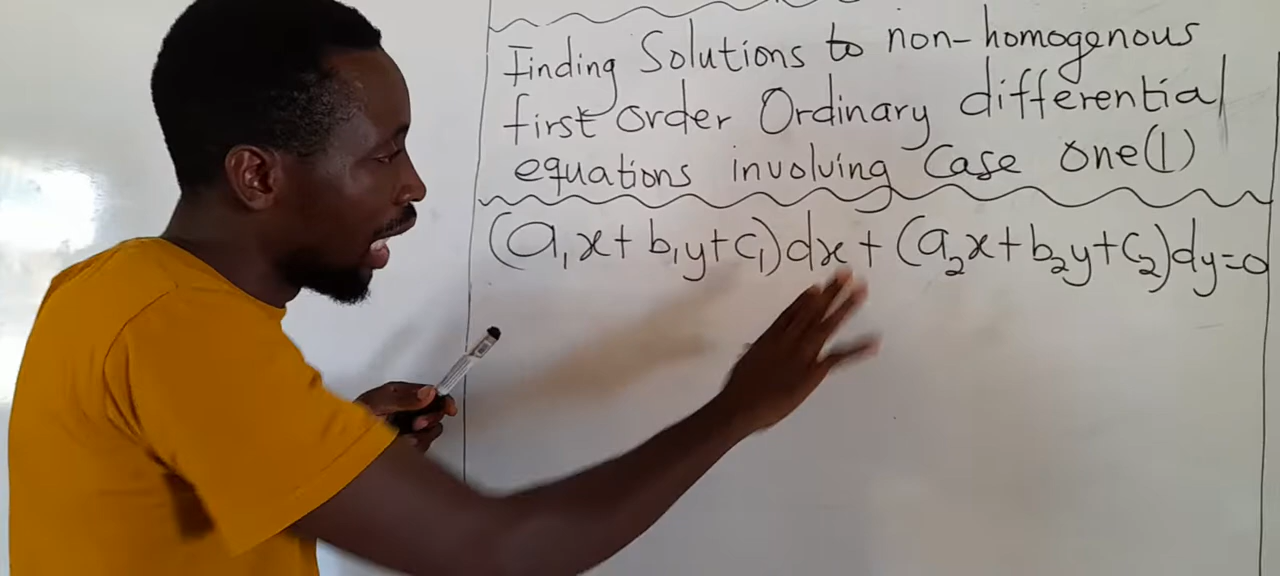 Finding Solutions to non-homogenous
first order Ordinary differential
equations involving Case one(1)
(a₁x+b₁y+c₁)dx+(a₂x+b₂y+c₂)dy=0